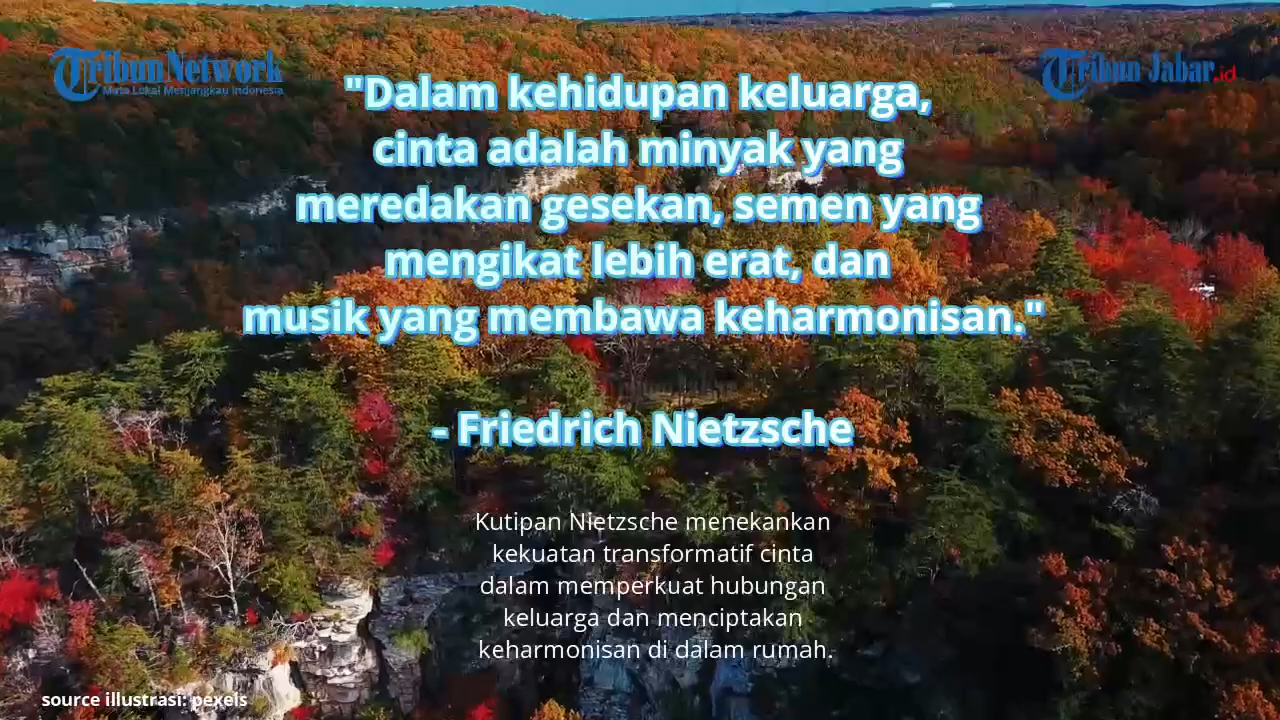 TribunNetwork
Mata Lokal Menjangkau Indonesia
Tribun Jabar.id
"Dalam kehidupan keluarga,
cinta adalah minyak yang
meredakan gesekan, semen yang
mengikat lebih erat, dan
musik yang membawa keharmonisan."
- Friedrich Nietzsche
Kutipan Nietzsche menekankan
kekuatan transformatif cinta
dalam memperkuat hubungan
keluarga dan menciptakan
keharmonisan di dalam rumah.
source illustrasi: pexels